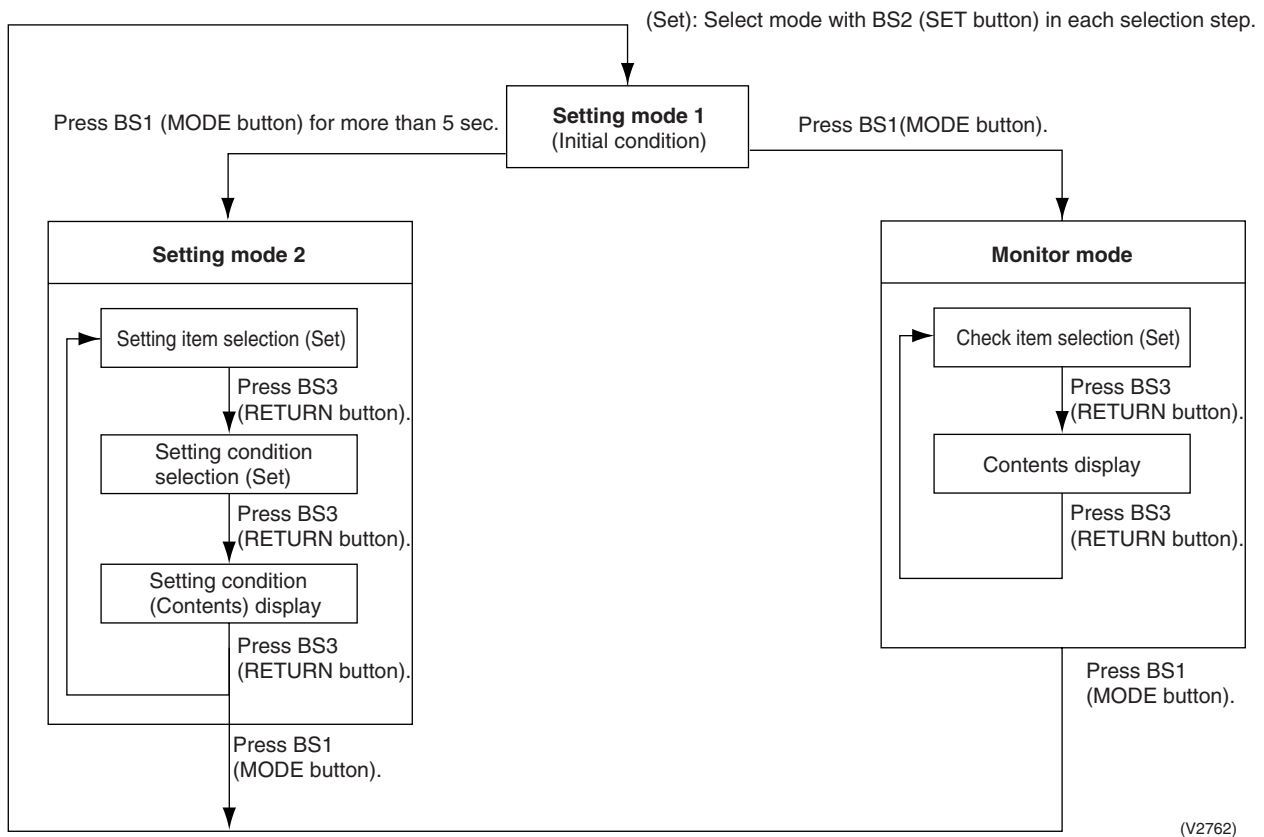 (Set): Select mode with BS2 (SET button) in each selection step.
Setting mode 1
(Initial condition)
Press BS1 (MODE button) for more than 5 sec.
Press BS1(MODE button).
Setting mode 2
Setting item selection (Set)
Press BS3
(RETURN button).
Setting condition
selection (Set)
Press BS3
(RETURN button).
Setting condition
(Contents) display
Press BS3
(RETURN button).
Press BS1
(MODE button).
Monitor mode
Check item selection (Set)
Press BS3
(RETURN button).
Contents display
Press BS3
(RETURN button).
Press BS1
(MODE button).
(V2762)